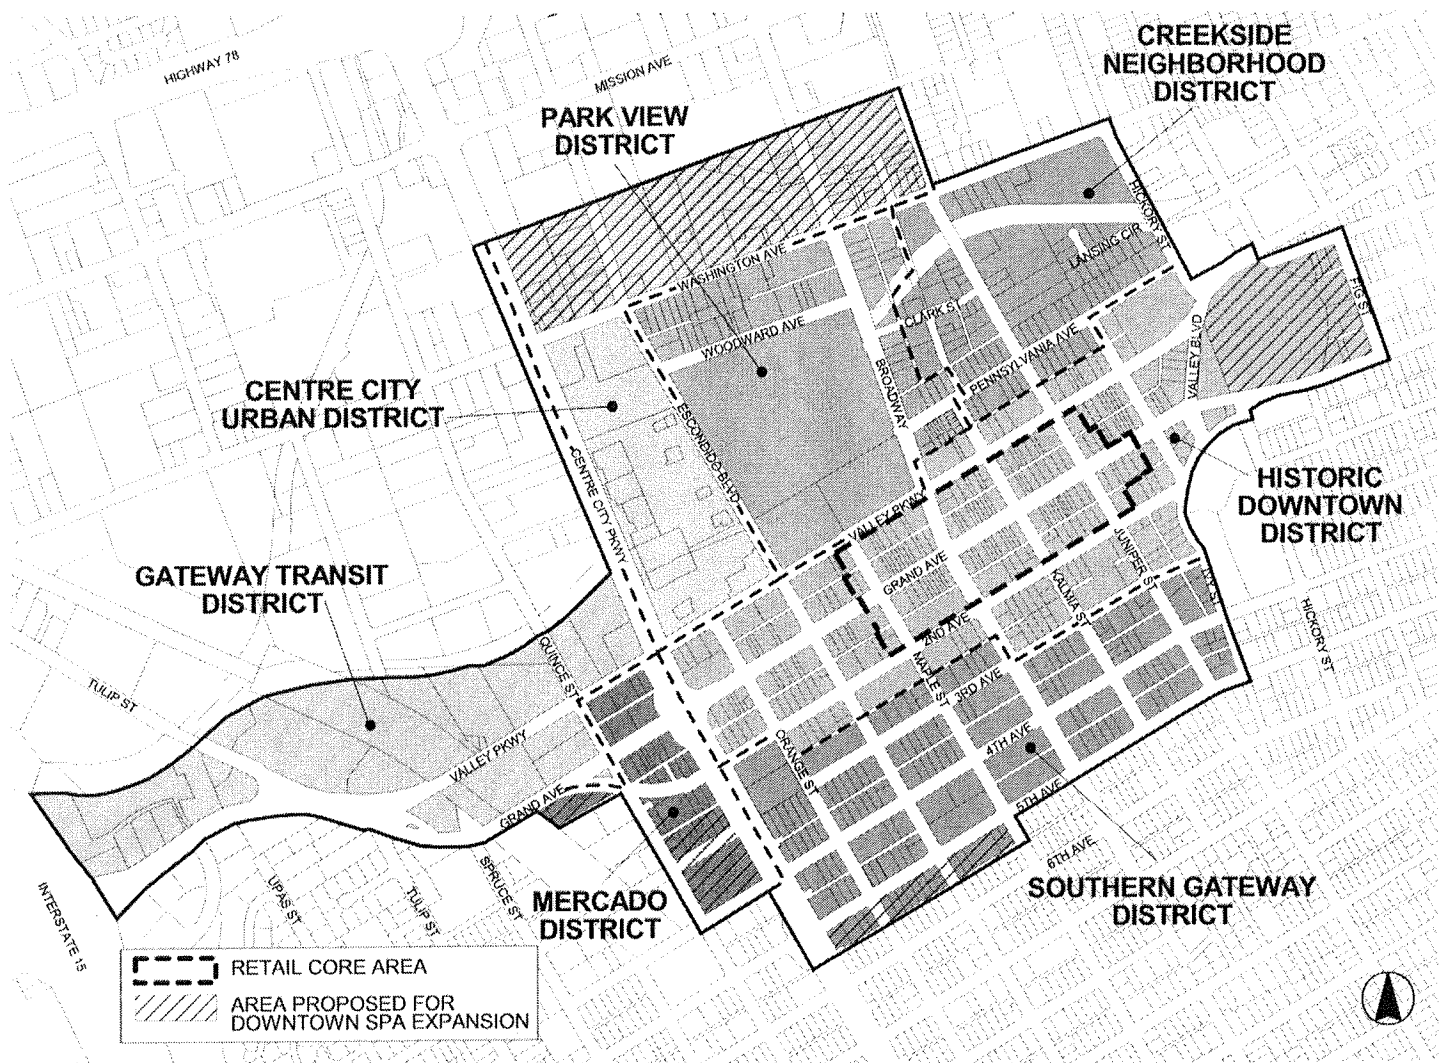 CREEKSIDE
NEIGHBORHOOD
DISTRICT
HIGHWAY 78
MISSION AVE
PARK VIEW
DISTRICT
HICKORY ST
LANSING CIR
WASHINGTON AVE
FIG ST
CLARK ST
WOODWARD AVE
VALLEY BLVD
PENNSYLVANIA AVE
BROADWAY
CENTRE CITY
URBAN DISTRICT
ESCONDIDO BLVD
CENTRE CITY PKWY
HISTORIC
DOWNTOWN
DISTRICT
VALLEY PKWY
GRAND AVE
JUNIPER ST
KALMIA ST
GATEWAY TRANSIT
DISTRICT
2ND AVE
HICKORY ST
QUINCE ST
MAPLE ST
3RD AVE
TULIP ST
ORANGE ST
4TH AVE
VALLEY PKWY
5TH AVE
GRAND AVE
6TH AVE
SPRUCE ST
UPAS ST
TULIP ST
INTERSTATE 15
MERCADO
DISTRICT
SOUTHERN GATEWAY
DISTRICT
RETAIL CORE AREA
AREA PROPOSED FOR
DOWNTOWN SPA EXPANSION